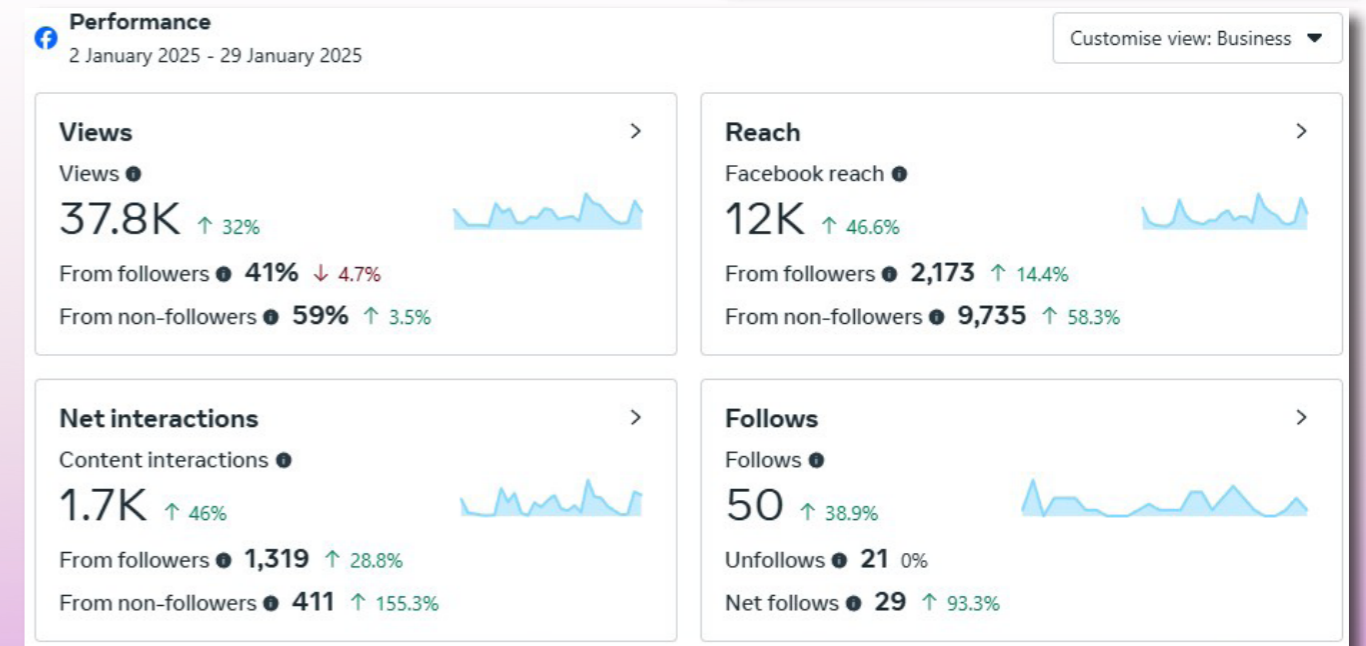 Performance
2 January 2025 - 29 January 2025
Customise view: Business
Views
Views
37.8K ↑ 32%
From followers 41% ↓ 4.7%
From non-followers 59% ↑ 3.5%
Reach
Facebook reach
12K ↑ 46.6%
From followers 2,173 ↑ 14.4%
From non-followers 9,735 ↑ 58.3%
Net interactions
Content interactions
1.7K ↑ 46%
From followers 1,319 ↑ 28.8%
From non-followers 411 ↑ 155.3%
Follows
Follows
50 ↑ 38.9%
Unfollows 21 0%
Net follows 29 ↑ 93.3%